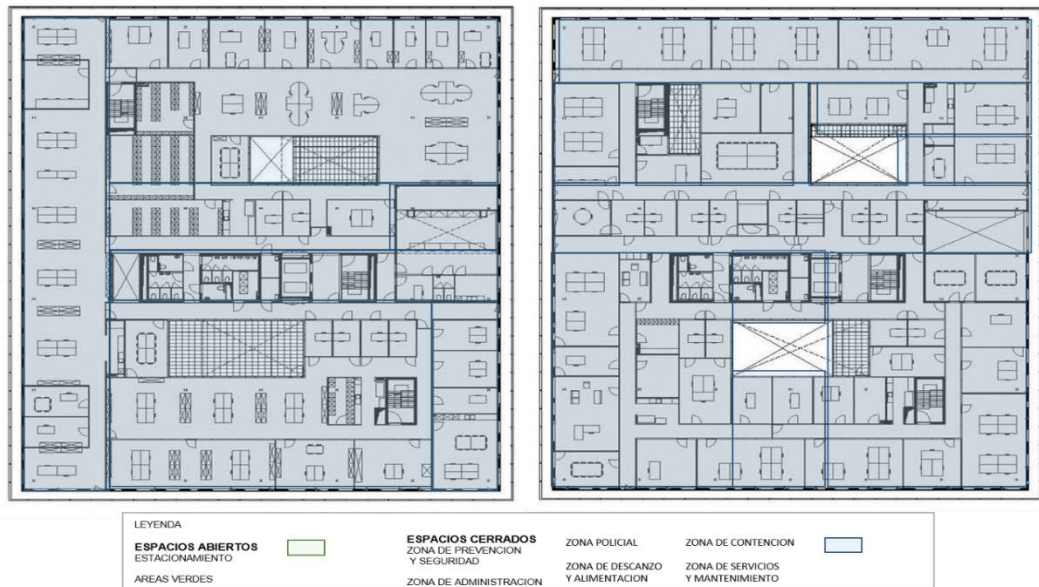 LEYENDA
ESPACIOS ABIERTOS
ESTACIONAMIENTO
AREAS VERDES
ESPACIOS CERRADOS
ZONA DE PREVENCION
Y SEGURIDAD
ZONA DE ADMINISTRACION
ZONA POLICIAL
ZONA DE DESCANZO
Y ALIMENTACION
ZONA DE CONTENCION
ZONA DE SERVICIOS
Y MANTENIMIENTO